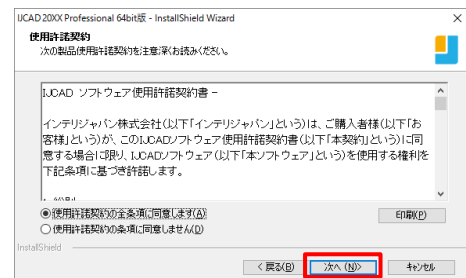 IJCAD 20XX Professional 64bit版 - InstallShield Wizard
使用許諾契約
次の製品使用許諾契約を注意深くお読みください。
IJCAD ソフトウェア使用許諾契約書 –
インテリジャパン株式会社(以下「インテリジャパン」という)は、ご購入者様(以下「お
客様」という)が、このIJCADソフトウェア使用許諾契約書(以下「本契約」という)に同
意する場合に限り、IJCADソフトウェア(以下「本ソフトウェア」という)を使用する権利を
下記条項に基づき許諾します。
使用許諾契約の全条項に同意します(A)
印刷(P)
使用許諾契約の条項に同意しません(D)
InstallShield
< 戻る(B)
次へ (N)>
キャンセル